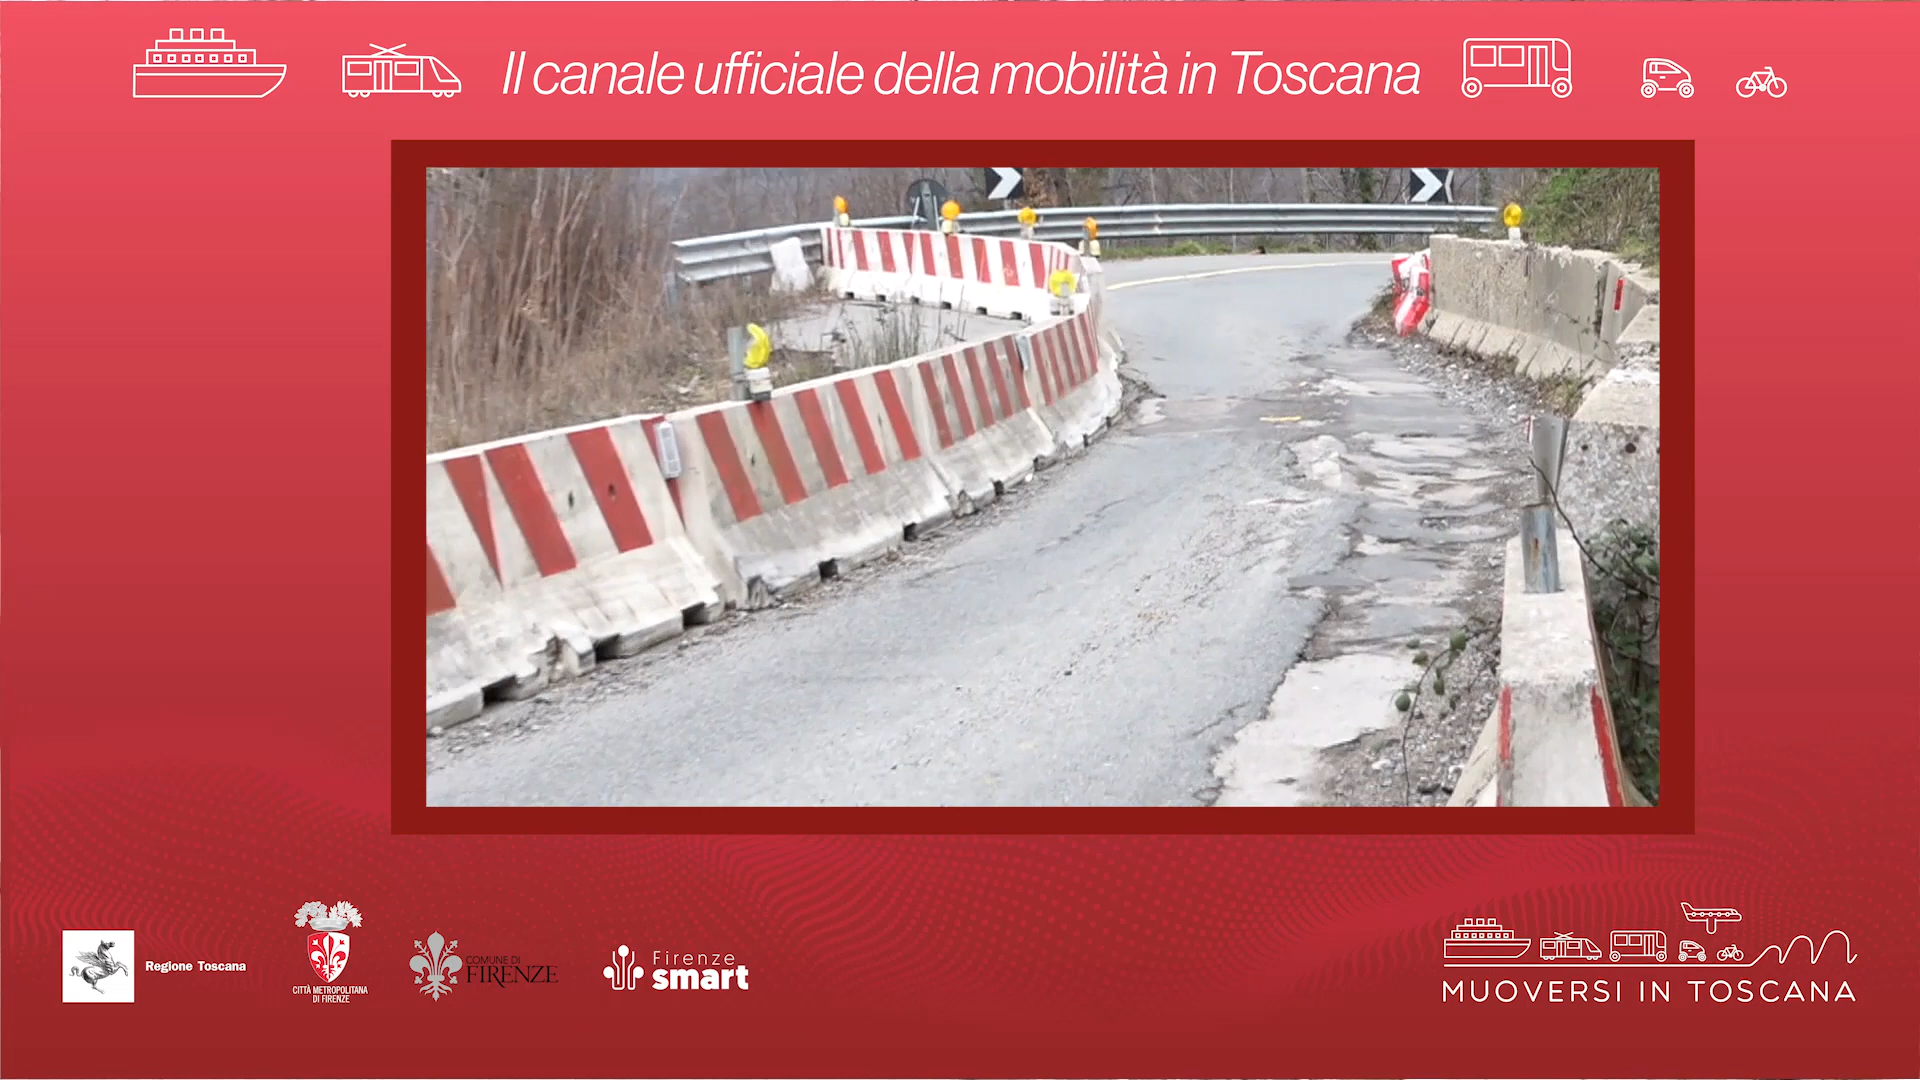 Il canale ufficiale della mobilità in Toscana
Regione Toscana
CITTÀ METROPOLITANA
DI FIRENZE
COMUNE DI
FIRENZE
Firenze
smart
MUOVERSI IN TOSCANA